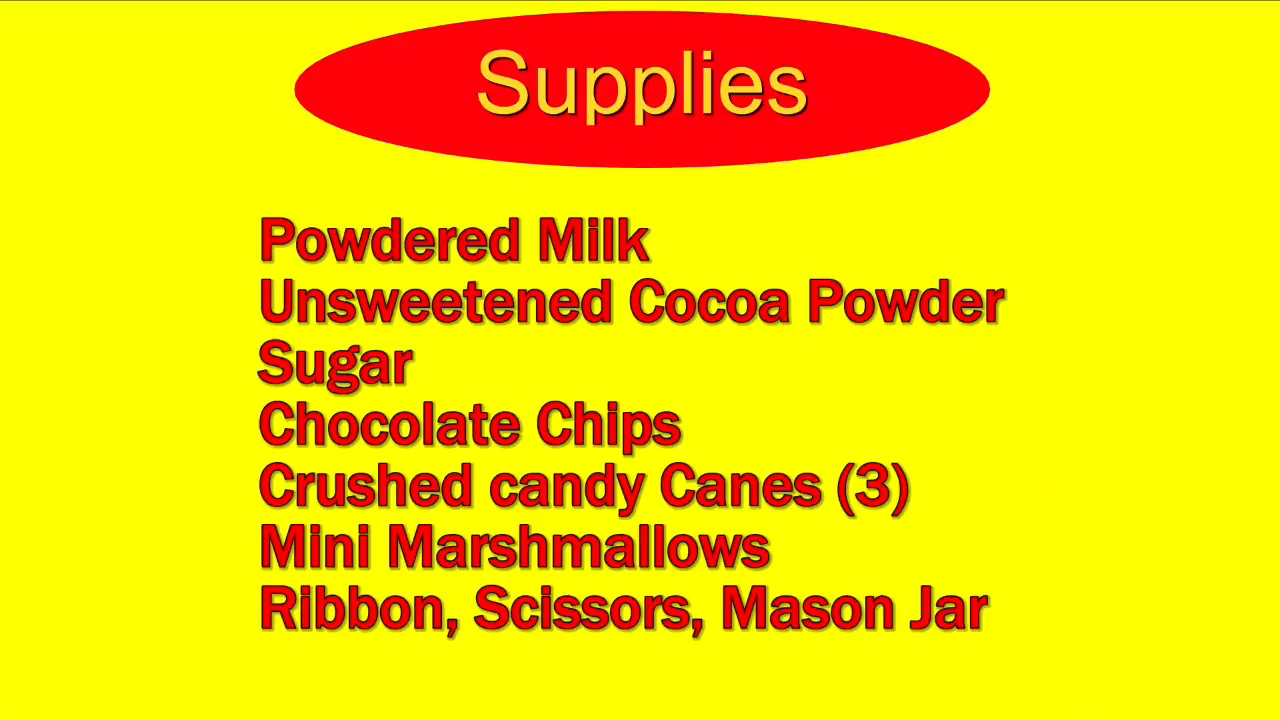 Supplies
Powdered Milk
Unsweetened Cocoa Powder
Sugar
Chocolate Chips
Crushed candy Canes (3)
Mini Marshmallows
Ribbon, Scissors, Mason Jar